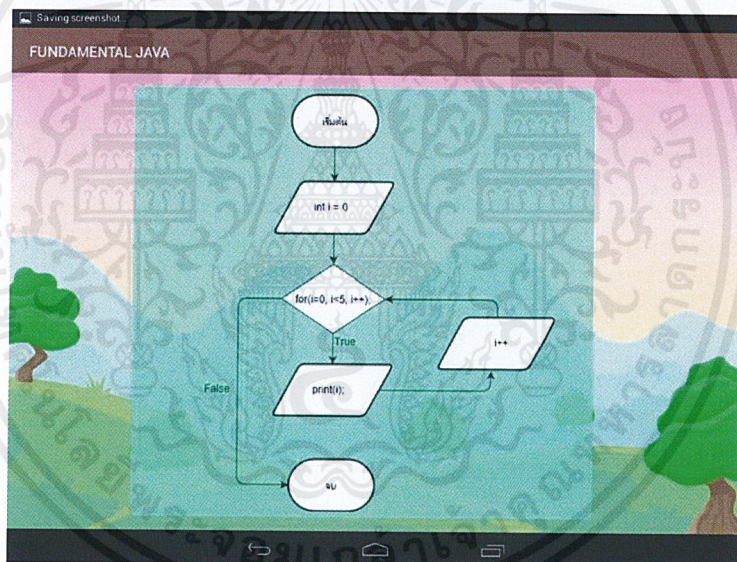 Saving screenshot...
FUNDAMENTAL JAVA
เริ่มต้น
int i = 0
for(i=0, i<5, i++);
True
i++
False
print(i);
จบ